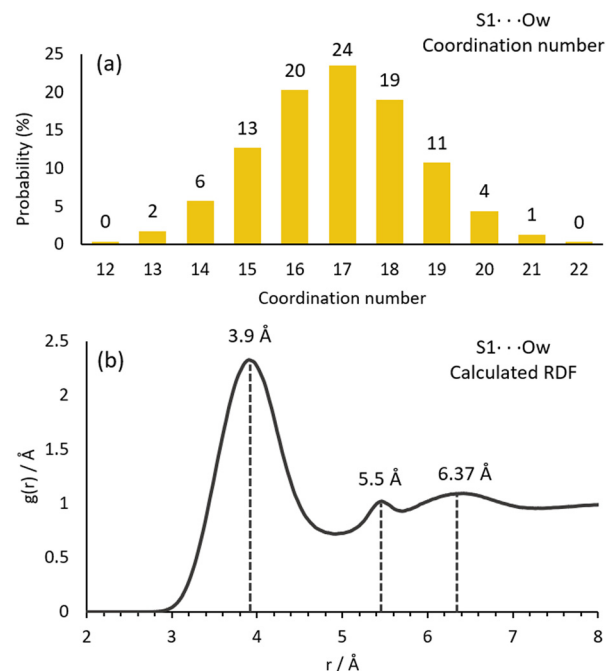 S1···Ow
Coordination number
(a)
25
20
15
10
5
0
Probability (%)
0 2 6 13 20 24 19 11 4 1 0
12 13 14 15 16 17 18 19 20 21 22
Coordination number
S1···Ow
Calculated RDF
(b)
3.9 Å
5.5 Å
6.37 Å
2.5
2
1.5
1
0.5
0
g(r) / Å
2 3 4 5 6 7 8
r / Å